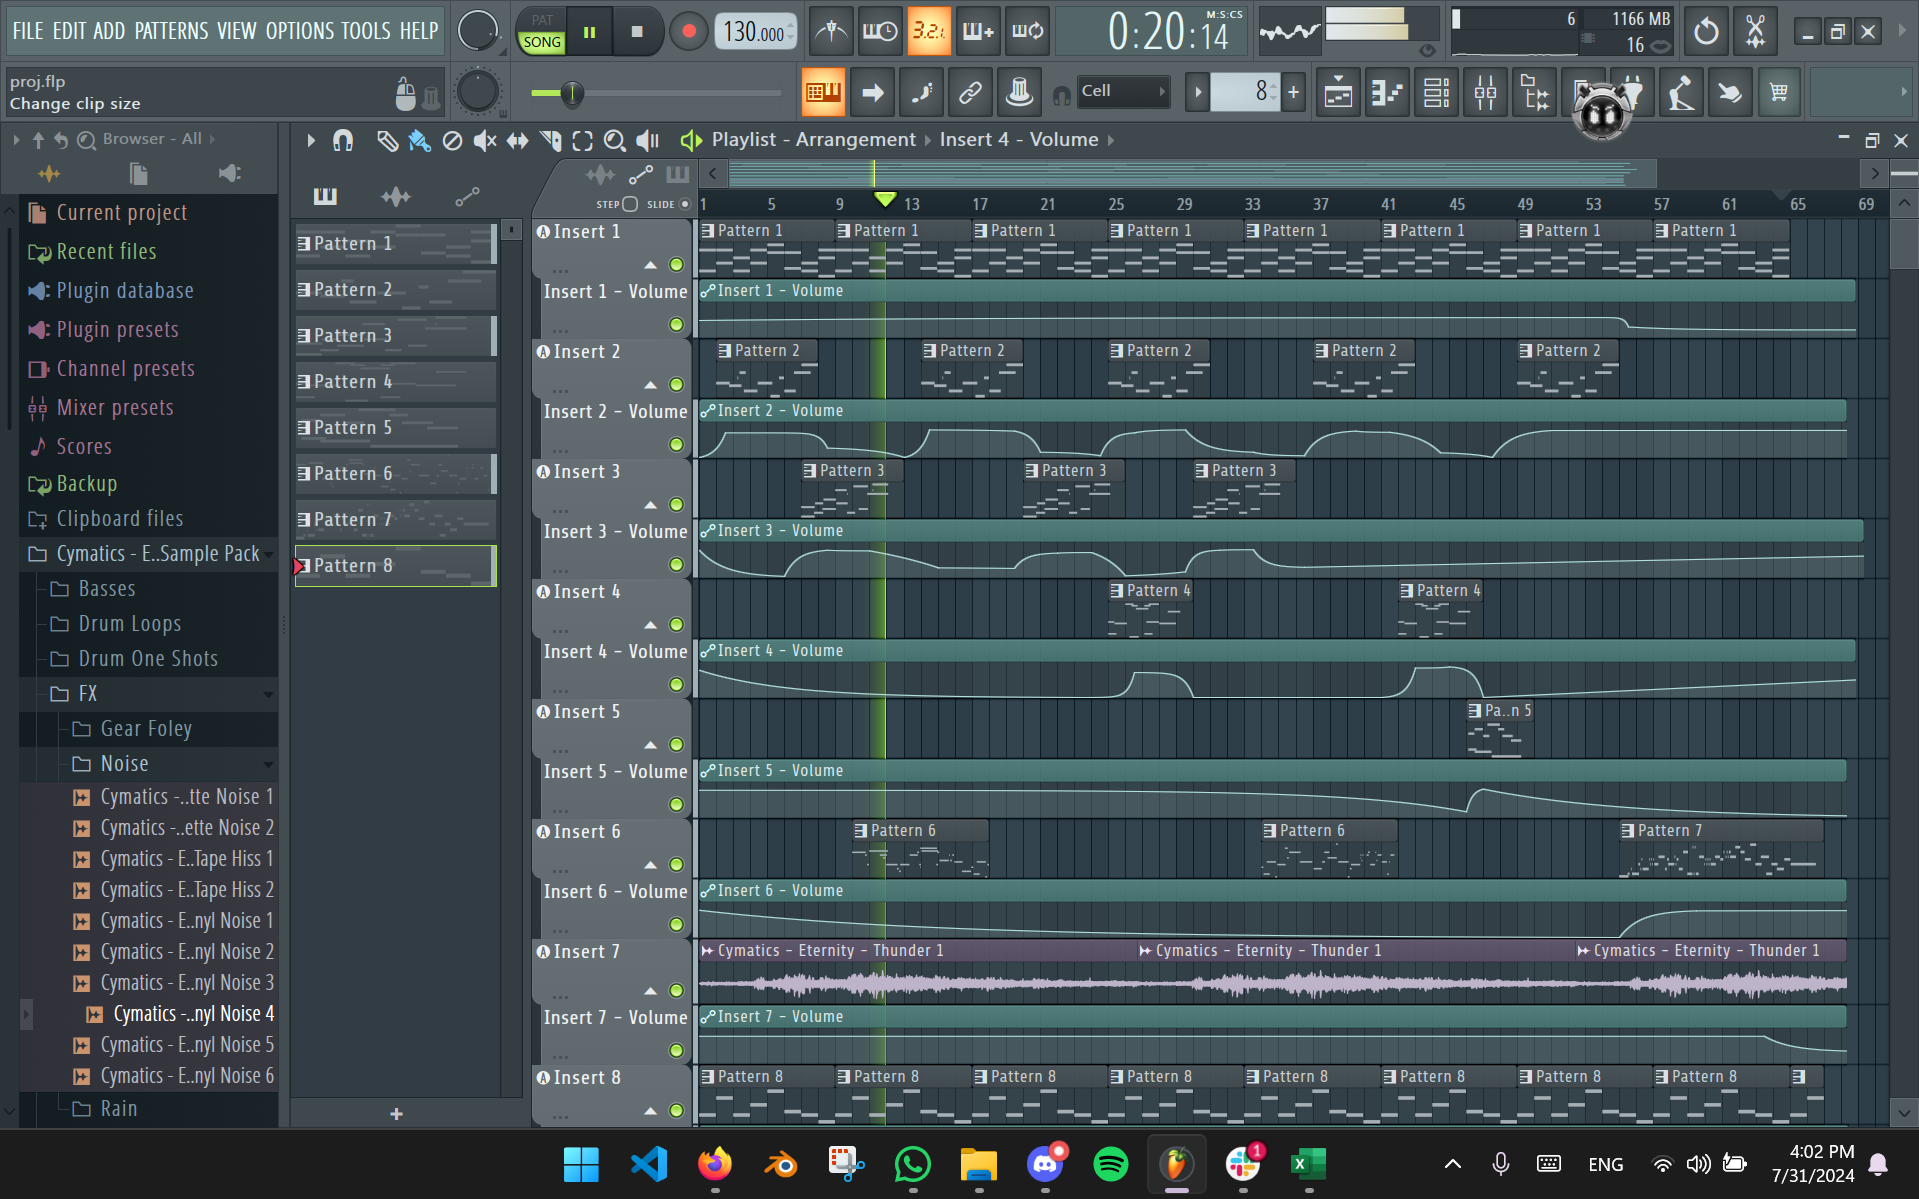 FILE EDIT ADD PATTERNS VIEW OPTIONS TOOLS HELP
PAT
SONG
130.000
3.2.1
0:20:14
M:S:CS
6
1166 MB
16
proj.flp
Change clip size
Cell
8
Browser - All
Playlist - Arrangement › Insert 4 - Volume ›
STEP
SLIDE
1 5 9 13 17 21 25 29 33 37 41 45 49 53 57 61 65 69
Current project
Recent files
Plugin database
Plugin presets
Channel presets
Mixer presets
Scores
Backup
Clipboard files
Cymatics - E..Sample Pack
Basses
Drum Loops
Drum One Shots
FX
Gear Foley
Noise
Cymatics -..tte Noise 1
Cymatics -..ette Noise 2
Cymatics - E..Tape Hiss 1
Cymatics - E..Tape Hiss 2
Cymatics - E..nyl Noise 1
Cymatics - E..nyl Noise 2
Cymatics - E..nyl Noise 3
Cymatics -..nyl Noise 4
Cymatics - E..nyl Noise 5
Cymatics - E..nyl Noise 6
Rain
Pattern 1
Pattern 2
Pattern 3
Pattern 4
Pattern 5
Pattern 6
Pattern 7
Pattern 8
+
Insert 1
Pattern 1 Pattern 1 Pattern 1 Pattern 1 Pattern 1 Pattern 1 Pattern 1 Pattern 1
Insert 1 - Volume
Insert 1 - Volume
Insert 2
Pattern 2 Pattern 2 Pattern 2 Pattern 2 Pattern 2
Insert 2 - Volume
Insert 2 - Volume
Insert 3
Pattern 3 Pattern 3 Pattern 3
Insert 3 - Volume
Insert 3 - Volume
Insert 4
Pattern 4 Pattern 4
Insert 4 - Volume
Insert 4 - Volume
Insert 5
Pa..n 5
Insert 5 - Volume
Insert 5 - Volume
Insert 6
Pattern 6 Pattern 6 Pattern 7
Insert 6 - Volume
Insert 6 - Volume
Insert 7
Cymatics - Eternity - Thunder 1 Cymatics - Eternity - Thunder 1 Cymatics - Eternity - Thunder 1
Insert 7 - Volume
Insert 7 - Volume
Insert 8
Pattern 8 Pattern 8 Pattern 8 Pattern 8 Pattern 8 Pattern 8 Pattern 8 Pattern 8
1
ENG
4:02 PM
7/31/2024